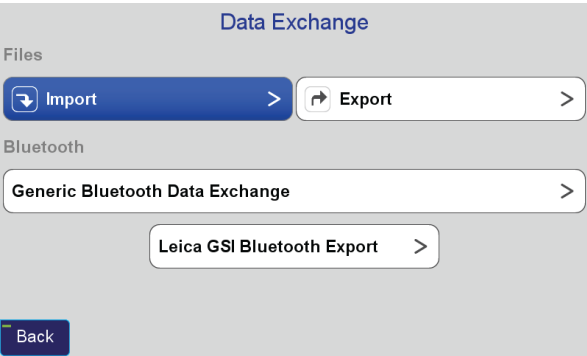 Data Exchange
Files
Import
Export
Bluetooth
Generic Bluetooth Data Exchange
Leica GSI Bluetooth Export
Back